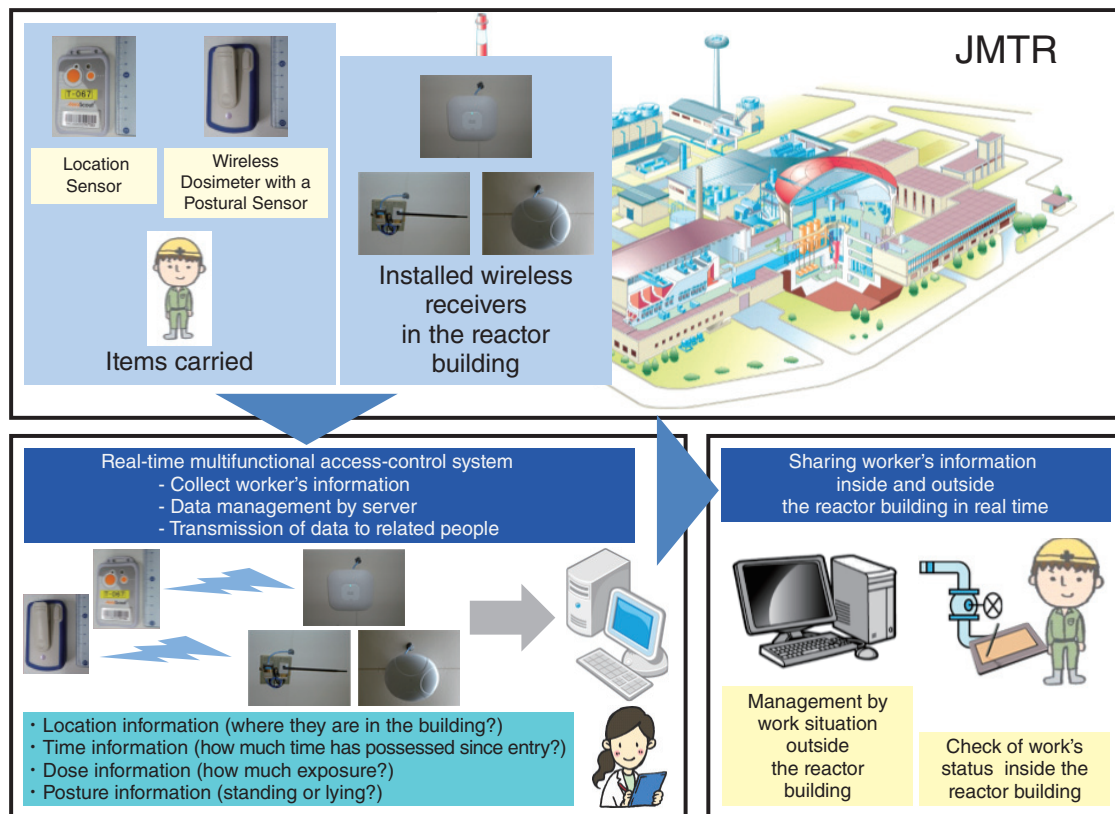 JMTR
T-067
Location
Sensor
Wireless
Dosimeter with a
Postural Sensor
Items carried
Installed wireless
receivers
in the reactor
building
Real-time multifunctional access-control system
- Collect worker's information
- Data management by server
- Transmission of data to related people
・Location information (where they are in the building?)
・Time information (how much time has possessed since entry?)
・Dose information (how much exposure?)
・Posture information (standing or lying?)
Sharing worker's information
inside and outside
the reactor building in real time
Management by
work situation
outside
the reactor
building
Check of work's
status inside the
reactor building